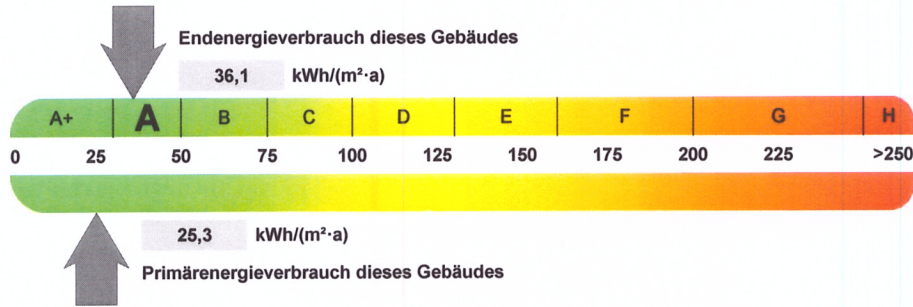 Endenergieverbrauch dieses Gebäudes
36,1 kWh/(m²·a)
A+ A B C D E F G H
0 25 50 75 100 125 150 175 200 225 >250
25,3 kWh/(m²·a)
Primärenergieverbrauch dieses Gebäudes